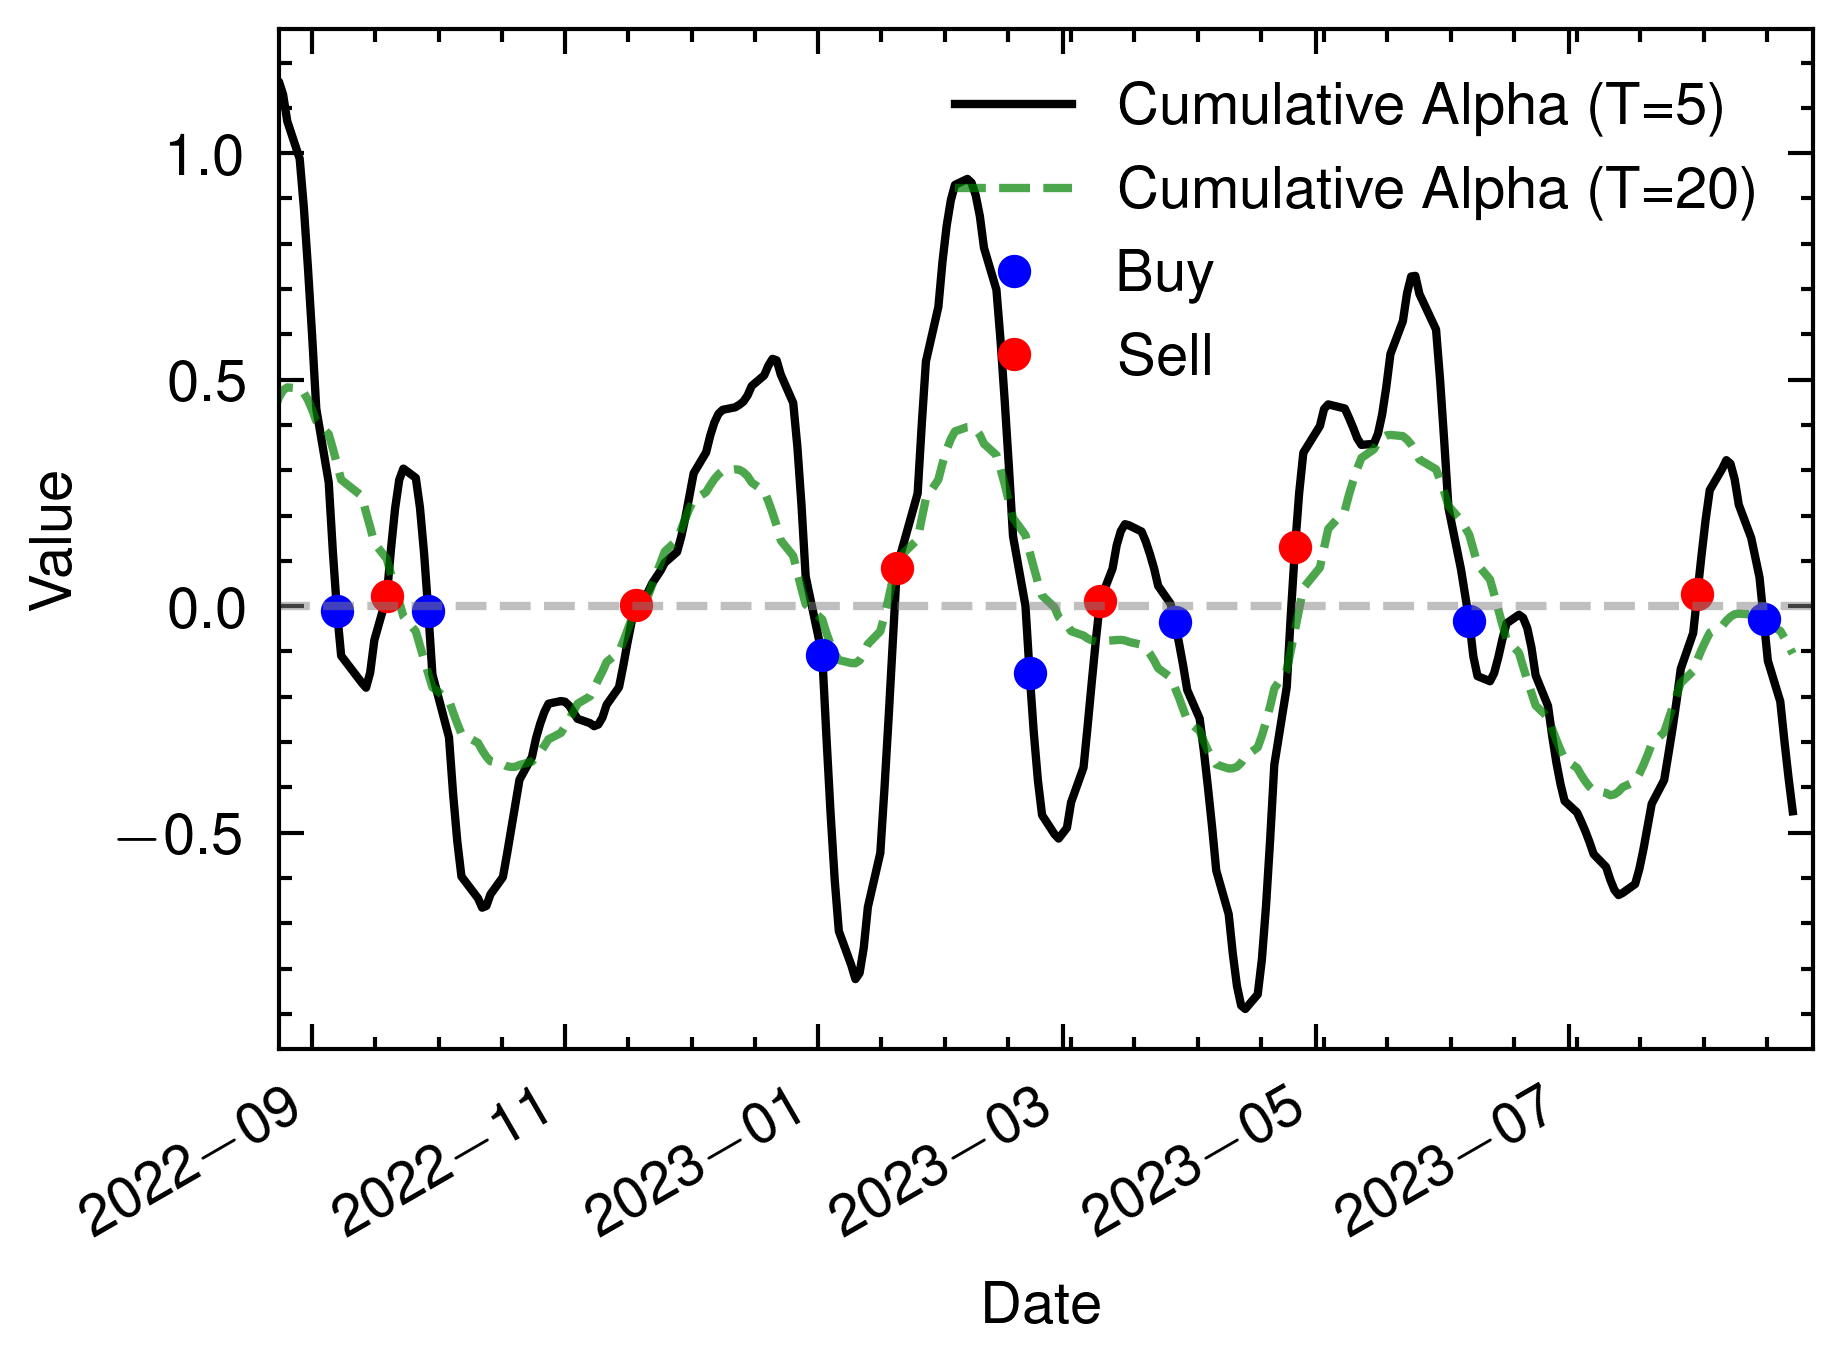 Cumulative Alpha (T=5)
Cumulative Alpha (T=20)
Buy
Sell
Value
1.0
0.5
0.0
−0.5
2022−09
2022−11
2023−01
2023−03
2023−05
2023−07
Date